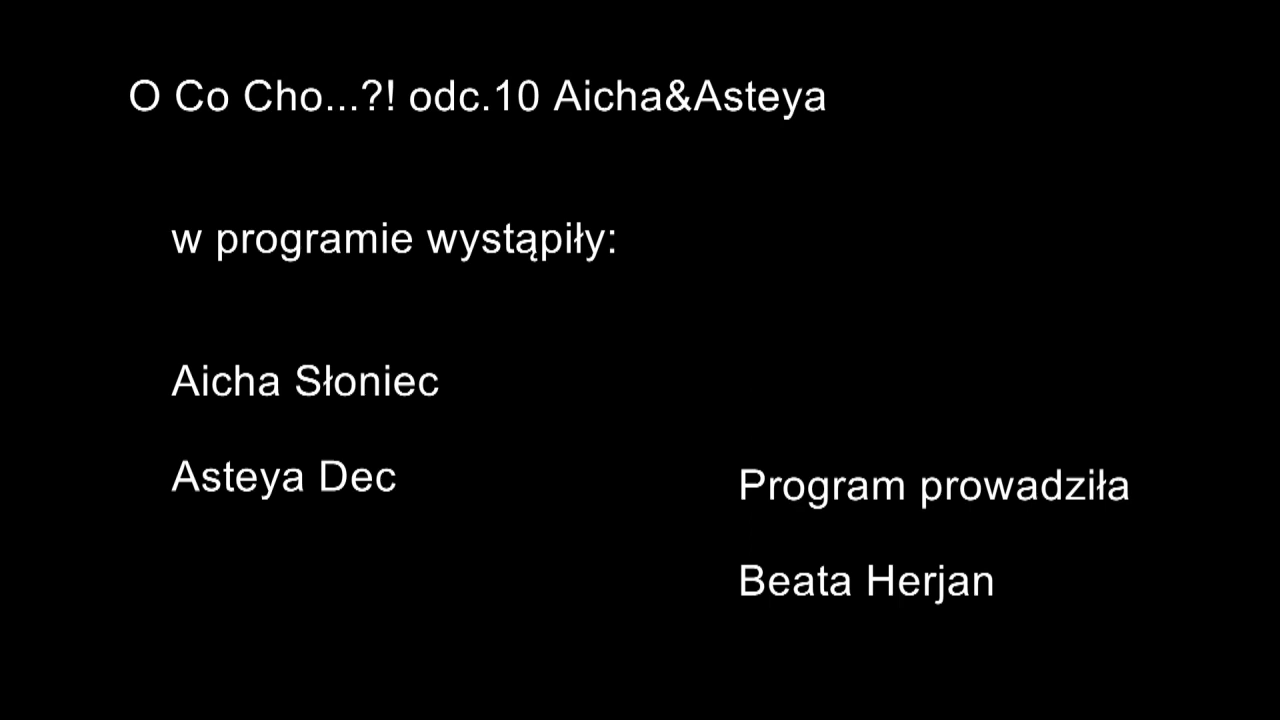 O Co Cho...?! odc.10 Aicha&Asteya
w programie wystąpiły:
Aicha Słoniec
Asteya Dec
Program prowadziła
Beata Herjan